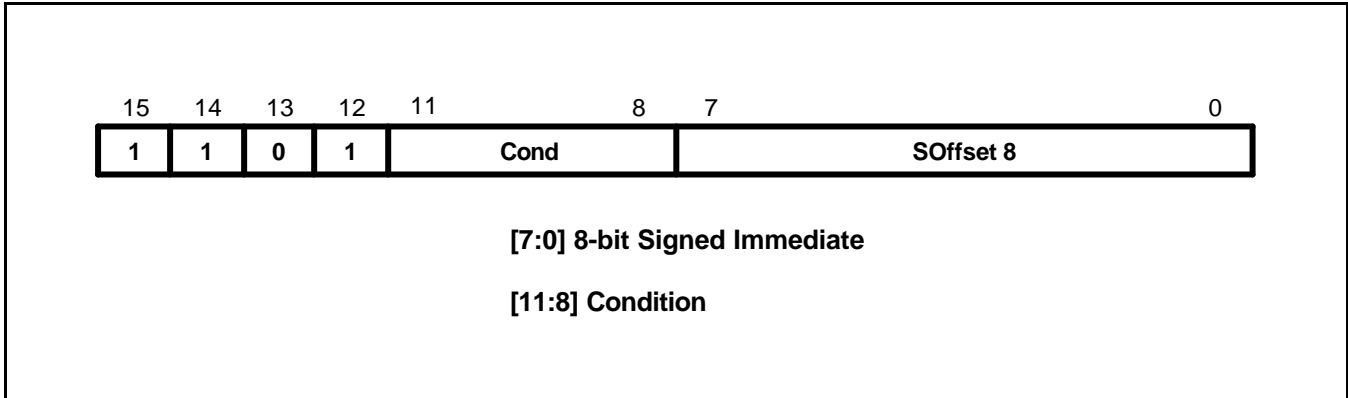 15 14 13 12 11 8 7 0
1 1 0 1 Cond SOffset 8
[7:0] 8-bit Signed Immediate
[11:8] Condition